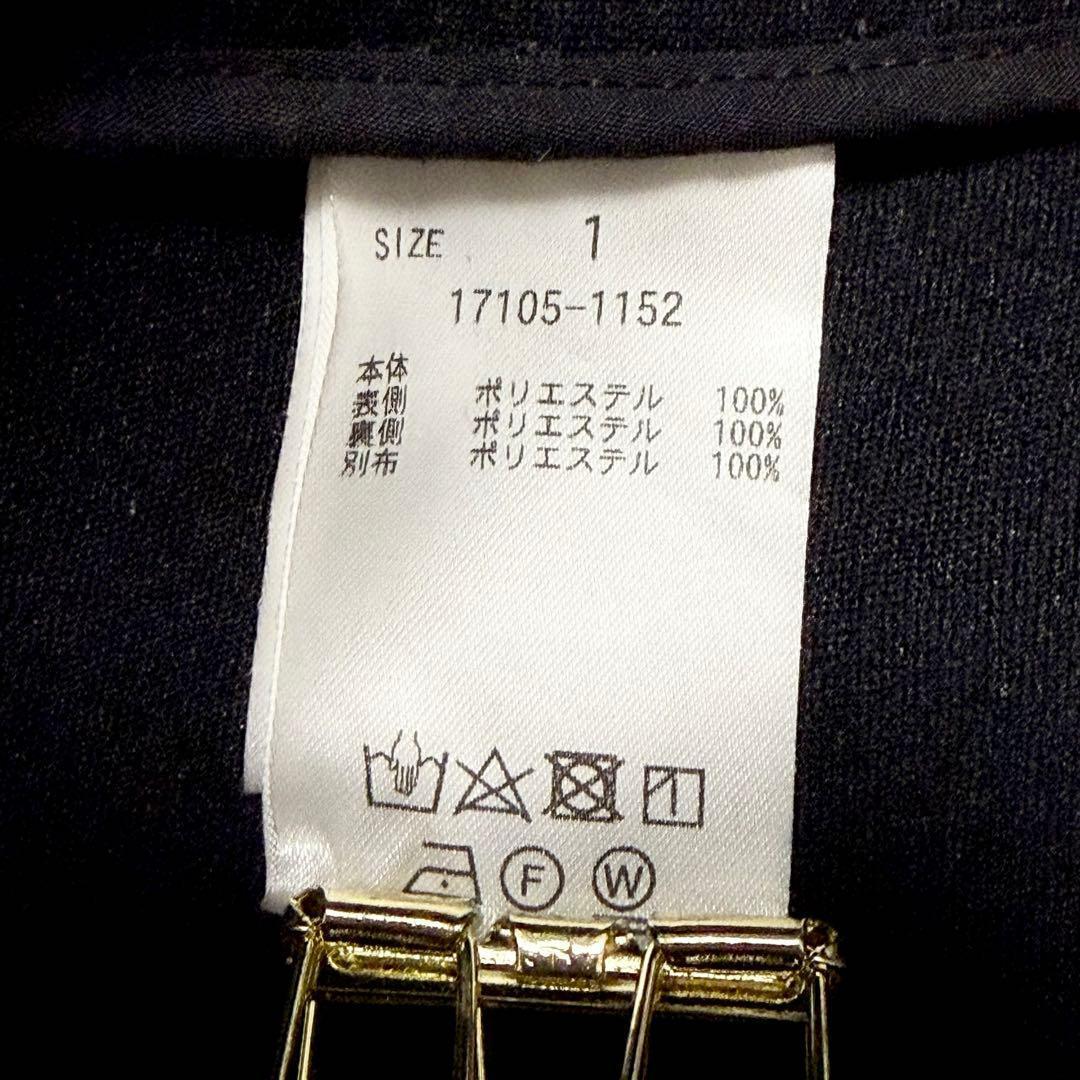 SIZE 1
17105-1152
本体
表側 ポリエステル 100%
裏側 ポリエステル 100%
別布 ポリエステル 100%
F W